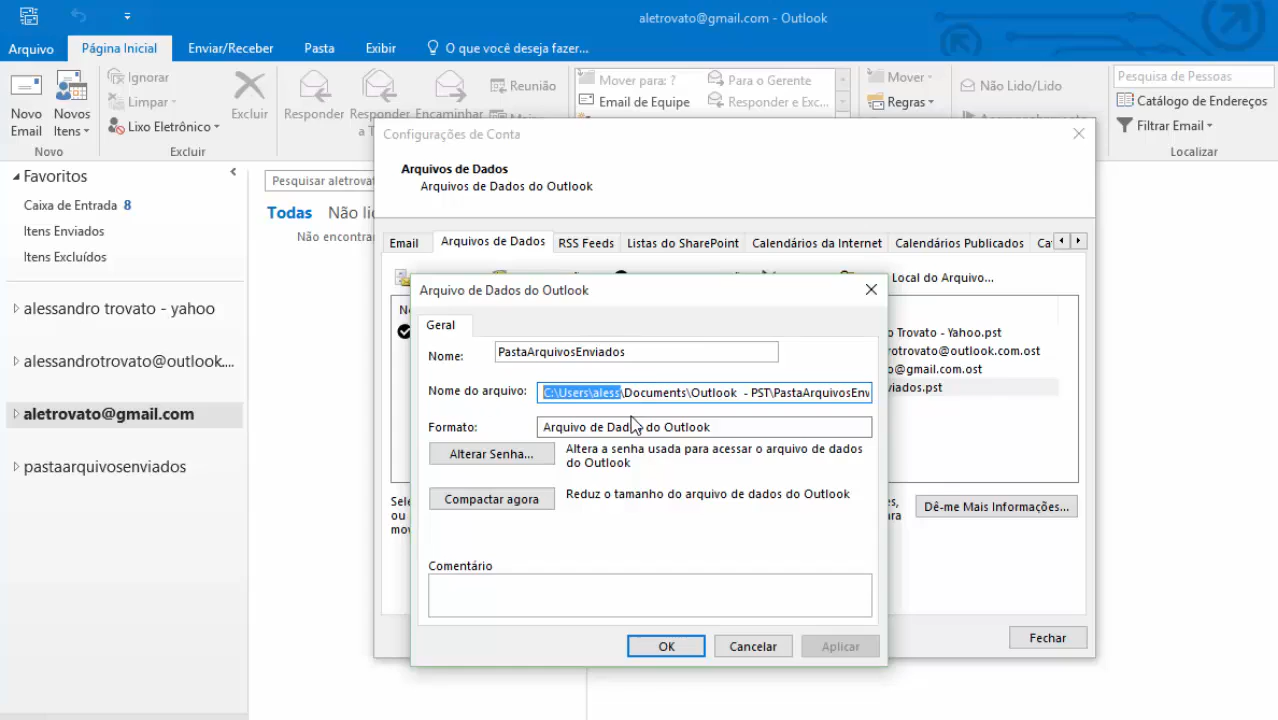 aletrovato@gmail.com - Outlook
Arquivo
Página Inicial
Enviar/Receber
Pasta
Exibir
O que você deseja fazer...
Novo
Email
Novos
Itens
Novo
Ignorar
Limpar
Lixo Eletrônico
Excluir
Excluir
Responder
Responder
a T
Encaminhar
Reunião
Mover para: ?
Email de Equipe
Para o Gerente
Responder e Exc...
Mover
Regras
Não Lido/Lido
Pesquisa de Pessoas
Catálogo de Endereços
Filtrar Email
Localizar
Favoritos
Caixa de Entrada 8
Itens Enviados
Itens Excluídos
alessandro trovato - yahoo
alessandrotrovato@outlook....
aletrovato@gmail.com
pastaarquivosenviados
Pesquisar aletrovat
Todas
Não li
Não encontrar
Configurações de Conta
Arquivos de Dados
Arquivos de Dados do Outlook
Email
Arquivos de Dados
RSS Feeds
Listas do SharePoint
Calendários da Internet
Calendários Publicados
Ca
Local do Arquivo...
o Trovato - Yahoo.pst
rotrovato@outlook.com.ost
o@gmail.com.ost
viados.pst
Sele
ou
mov
es,
ara
Dê-me Mais Informações...
Fechar
Arquivo de Dados do Outlook
Geral
Nome:
PastaArquivosEnviados
Nome do arquivo:
C:\Users\aless\Documents\Outlook - PST\PastaArquivosEnv
Formato:
Arquivo de Dados do Outlook
Alterar Senha...
Altera a senha usada para acessar o arquivo de dados
do Outlook
Compactar agora
Reduz o tamanho do arquivo de dados do Outlook
Comentário
OK
Cancelar
Aplicar